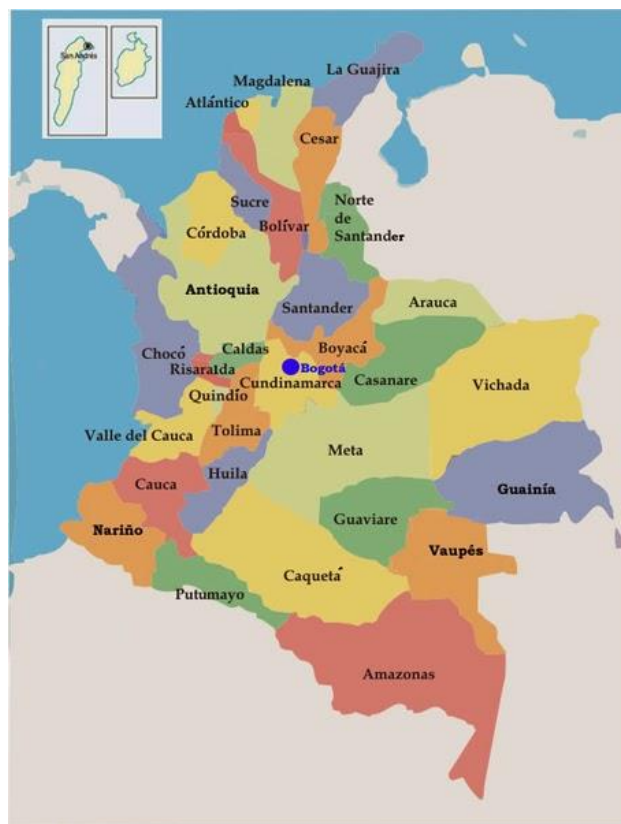 San Andrés
La Guajira
Magdalena
Atlántico
Cesar
Sucre
Norte
de
Santander
Córdoba
Bolívar
Antioquia
Santander
Arauca
Chocó
Caldas
Boyacá
Risaralda
Bogotá
Cundinamarca
Casanare
Vichada
Quindío
Valle del Cauca
Tolima
Meta
Huila
Cauca
Guainía
Guaviare
Nariño
Vaupés
Caquetá
Putumayo
Amazonas